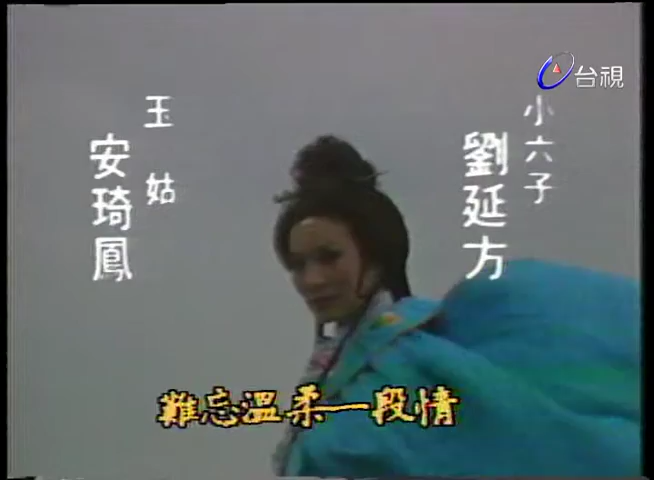 台視
小六子
劉延方
玉姑
安琦鳳
難忘溫柔一段情